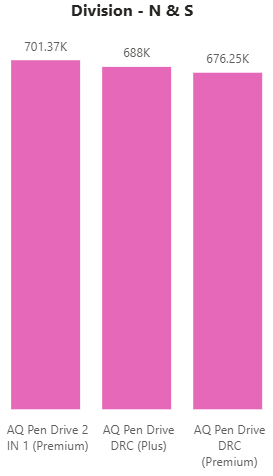 Division - N & S
701.37K
688K
676.25K
AQ Pen Drive 2
IN 1 (Premium)
AQ Pen Drive
DRC (Plus)
AQ Pen Drive
DRC
(Premium)